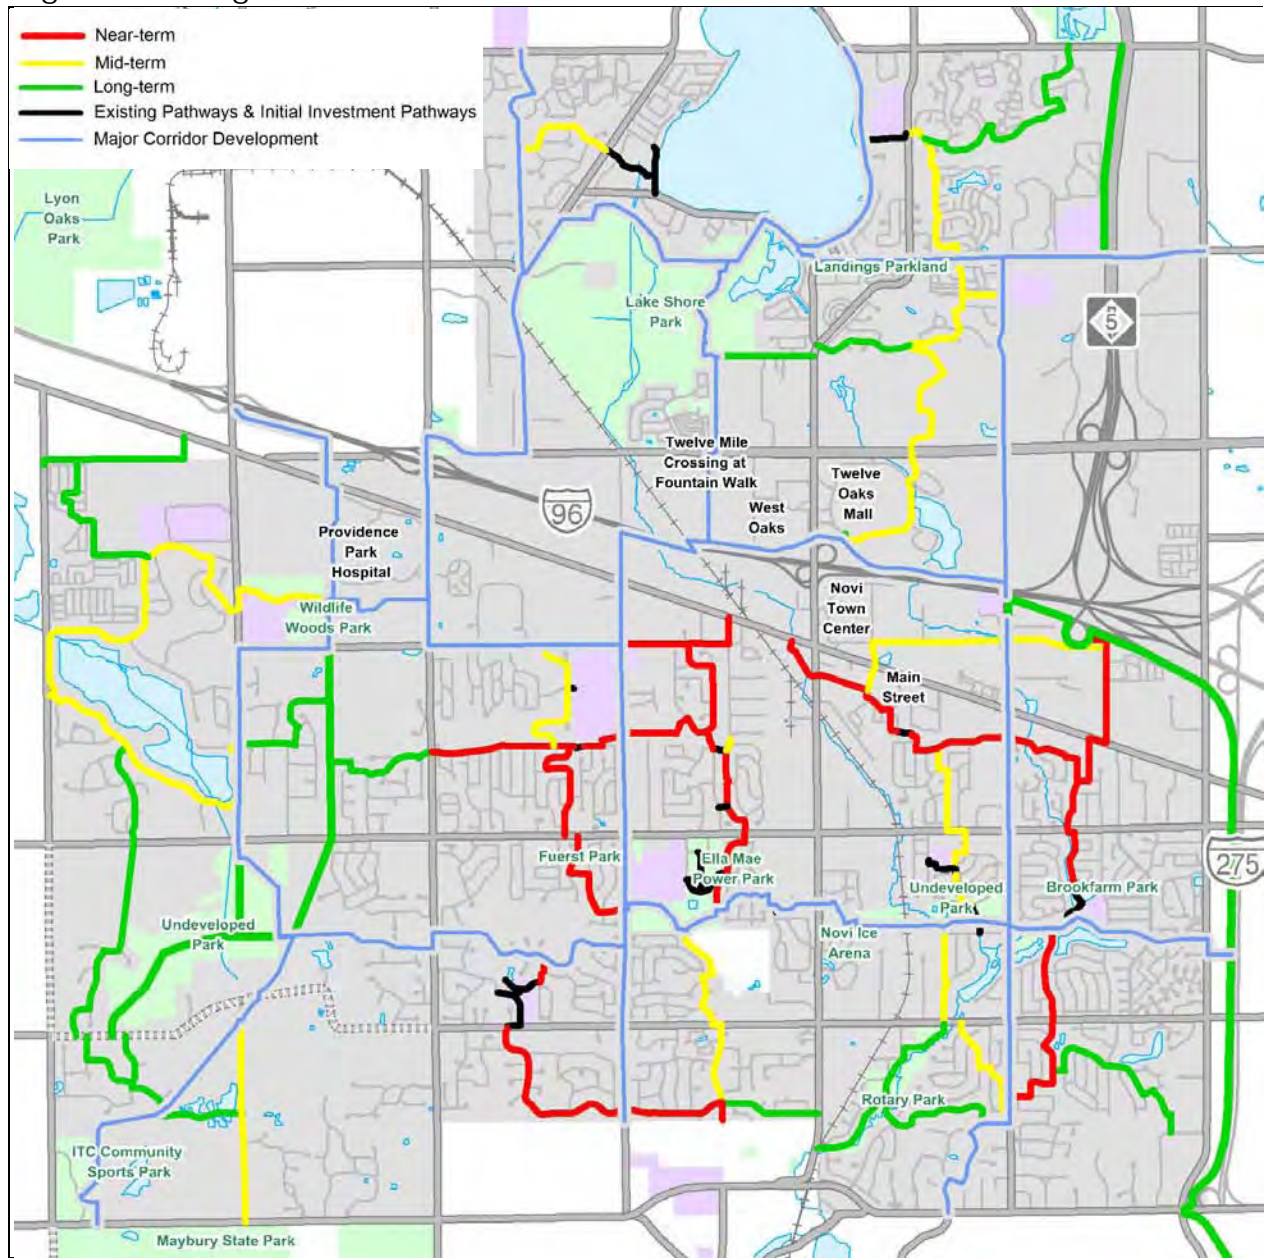 Near-term
Mid-term
Long-term
Existing Pathways & Initial Investment Pathways
Major Corridor Development
Lyon
Oaks
Park
Landings Parkland
Lake Shore
Park
5
Twelve Mile
Crossing at
Fountain Walk
Twelve
Oaks
Mall
West
Oaks
96
Providence
Park
Hospital
Novi
Town
Center
Wildlife
Woods Park
Main
Street
Fuerst Park
Ella Mae
Power Park
275
Undeveloped
Park
Brookfarm Park
Undeveloped
Park
Novi Ice
Arena
Rotary Park
ITC Community
Sports Park
Maybury State Park